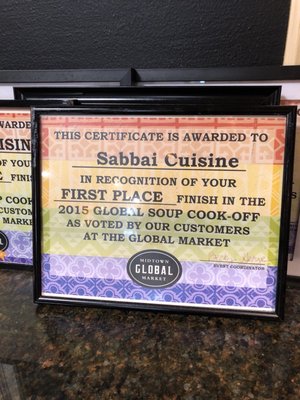 THIS CERTIFICATE IS AWARDED TO
Sabbai Cuisine
IN RECOGNITION OF YOUR
FIRST PLACE FINISH IN THE
2015 GLOBAL SOUP COOK-OFF
AS VOTED BY OUR CUSTOMERS
AT THE GLOBAL MARKET
MIDTOWN
GLOBAL
MARKET
EVENT COORDINATOR